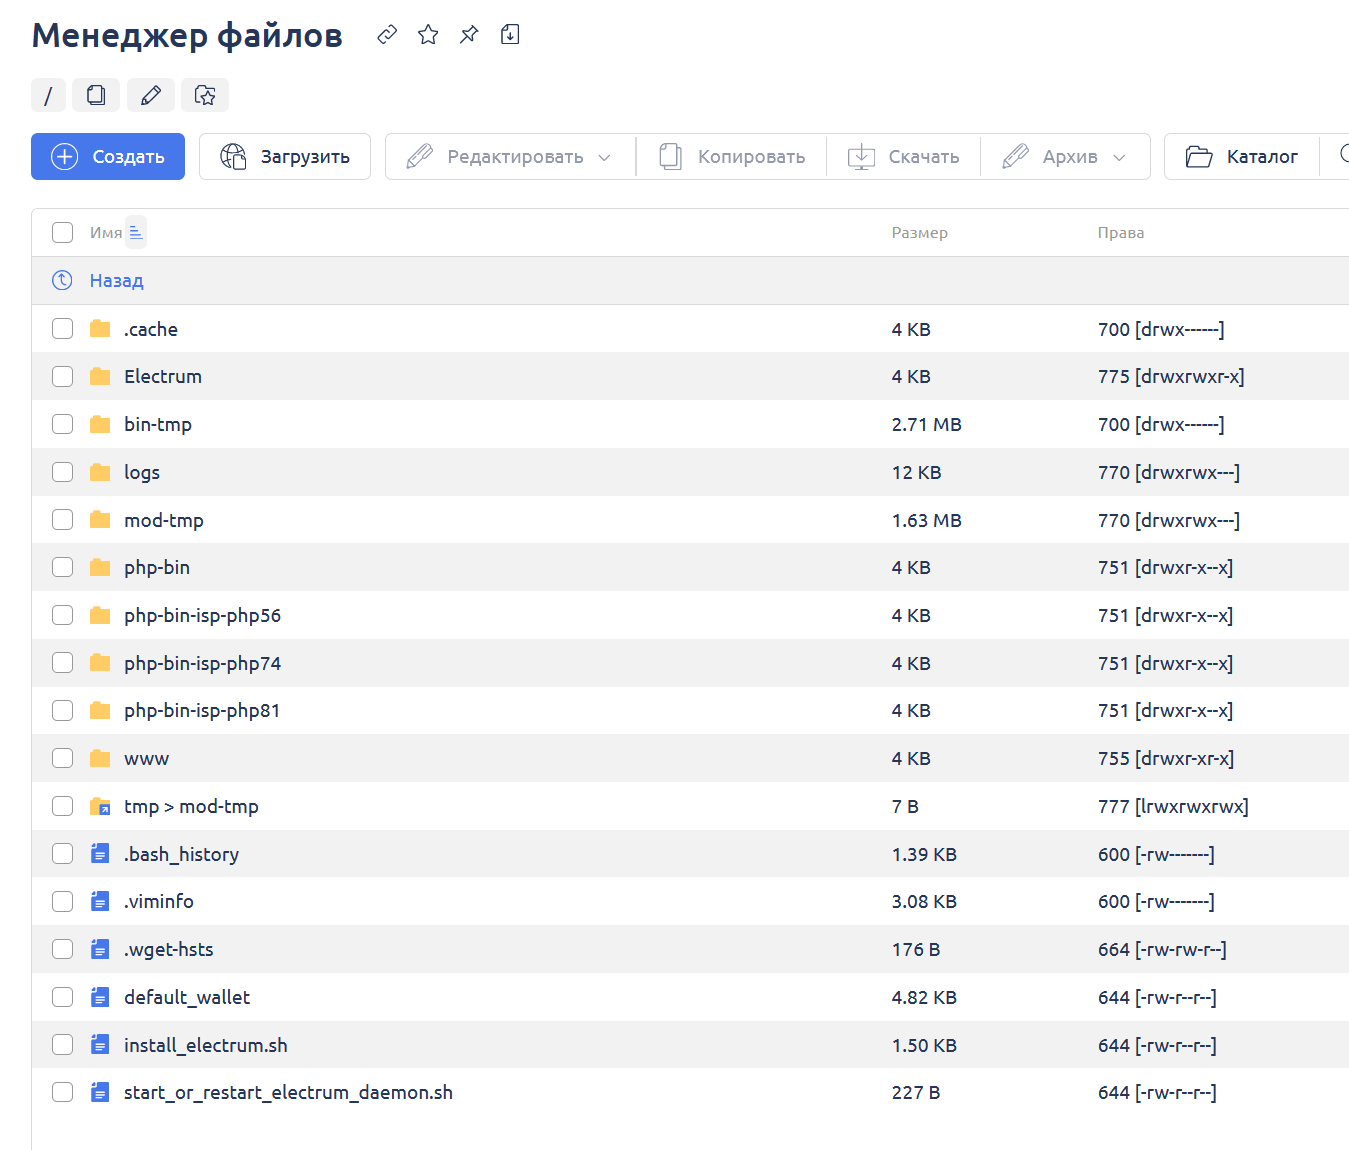 Менеджер файлов
/
Создать Загрузить Редактировать Копировать Скачать Архив Каталог
Имя Размер Права
Назад
.cache 4 KB 700 [drwx------]
Electrum 4 KB 775 [drwxrwxr-x]
bin-tmp 2.71 MB 700 [drwx------]
logs 12 KB 770 [drwxrwx---]
mod-tmp 1.63 MB 770 [drwxrwx---]
php-bin 4 KB 751 [drwxr-x--x]
php-bin-isp-php56 4 KB 751 [drwxr-x--x]
php-bin-isp-php74 4 KB 751 [drwxr-x--x]
php-bin-isp-php81 4 KB 751 [drwxr-x--x]
www 4 KB 755 [drwxr-xr-x]
tmp > mod-tmp 7 B 777 [lrwxrwxrwx]
.bash_history 1.39 KB 600 [-rw-------]
.viminfo 3.08 KB 600 [-rw-------]
.wget-hsts 176 B 664 [-rw-rw-r--]
default_wallet 4.82 KB 644 [-rw-r--r--]
install_electrum.sh 1.50 KB 644 [-rw-r--r--]
start_or_restart_electrum_daemon.sh 227 B 644 [-rw-r--r--]